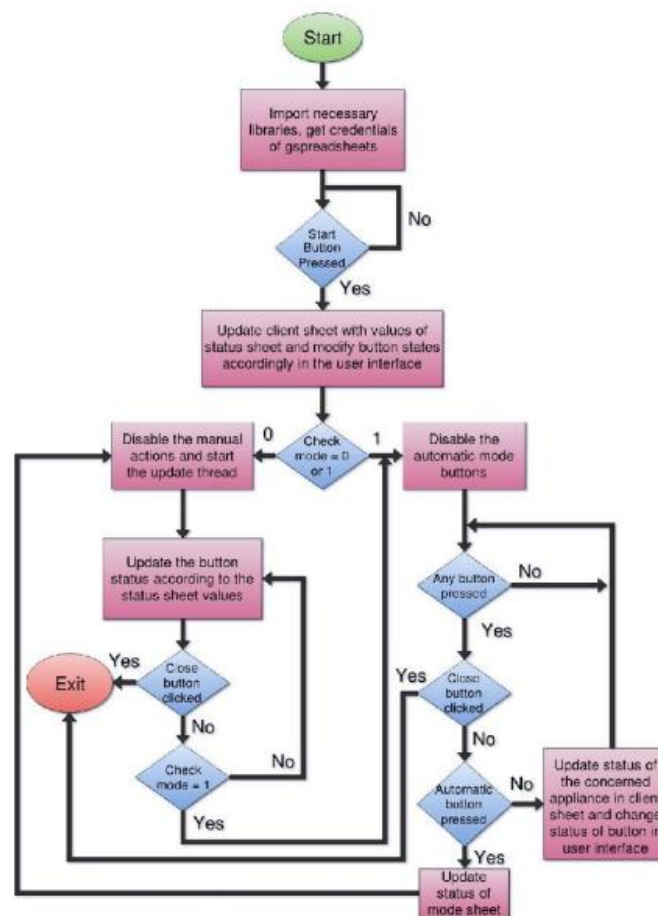 Start
Import necessary
libraries, get credentials
of gspreadsheets
No
Start
Button
Pressed
Yes
Update client sheet with values of
status sheet and modify button states
accordingly in the user interface
0
1
Disable the manual
actions and start
the update thread
Check
mode = 0
or 1
Disable the
automatic mode
buttons
Update the button
status according to the
status sheet values
Any button
pressed
No
Yes
Yes
Exit
Close
button
clicked
Yes
Close
button
clicked
No
No
Check
mode = 1
No
Yes
Automatic
button
pressed
No
Update status of
the concerned
appliance in clien
sheet and change
status of button in
user interface
Yes
Update
status of
mode sheet